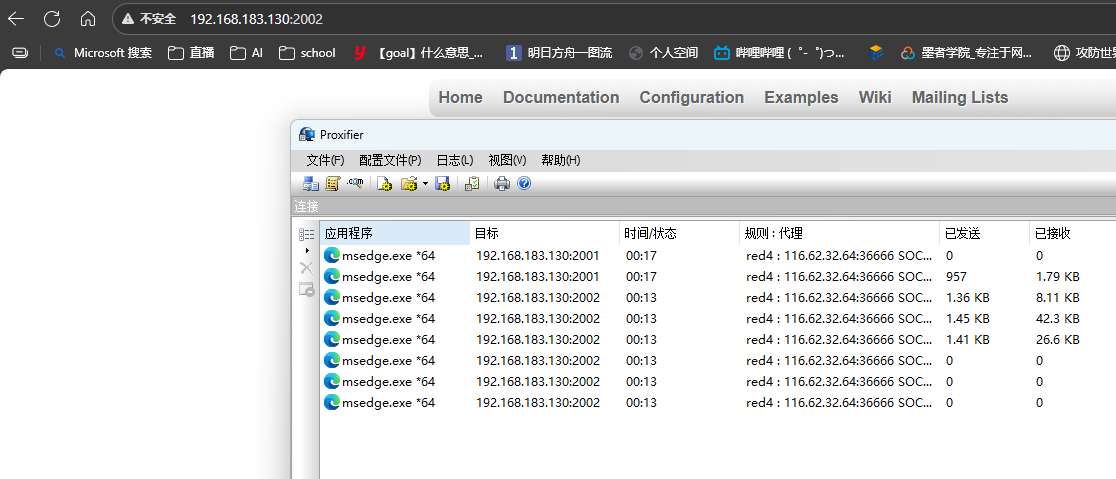 不安全 192.168.183.130:2002
Microsoft 搜索 直播 AI school 【goal】什么意思_... 明日方舟一图流 个人空间 哔哩哔哩 (゜-゜)つ... 墨者学院_专注于网... 攻防世
Home Documentation Configuration Examples Wiki Mailing Lists
Proxifier
文件(F) 配置文件(P) 日志(L) 视图(V) 帮助(H)
连接
应用程序 目标 时间/状态 规则 : 代理 已发送 已接收
msedge.exe *64 192.168.183.130:2001 00:17 red4 : 116.62.32.64:36666 SOC... 0 0
msedge.exe *64 192.168.183.130:2001 00:17 red4 : 116.62.32.64:36666 SOC... 957 1.79 KB
msedge.exe *64 192.168.183.130:2002 00:13 red4 : 116.62.32.64:36666 SOC... 1.36 KB 8.11 KB
msedge.exe *64 192.168.183.130:2002 00:13 red4 : 116.62.32.64:36666 SOC... 1.45 KB 42.3 KB
msedge.exe *64 192.168.183.130:2002 00:13 red4 : 116.62.32.64:36666 SOC... 1.41 KB 26.6 KB
msedge.exe *64 192.168.183.130:2002 00:13 red4 : 116.62.32.64:36666 SOC... 0 0
msedge.exe *64 192.168.183.130:2002 00:13 red4 : 116.62.32.64:36666 SOC... 0 0
msedge.exe *64 192.168.183.130:2002 00:13 red4 : 116.62.32.64:36666 SOC... 0 0